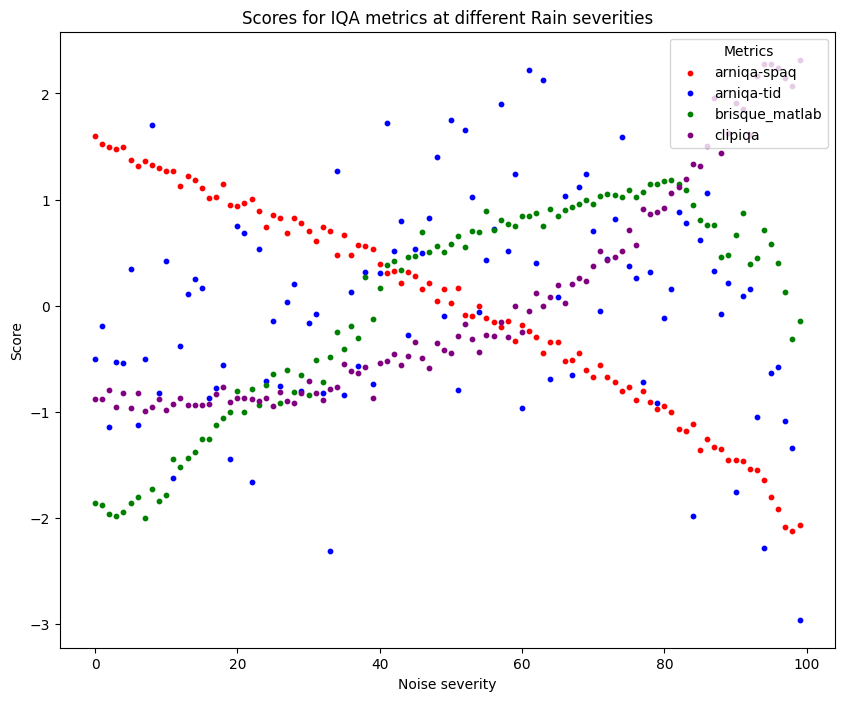 Scores for IQA metrics at different Rain severities
Metrics
arniqa-spaq
arniqa-tid
brisque_matlab
clipiqa
Score
2
1
0
−1
−2
−3
0 20 40 60 80 100
Noise severity